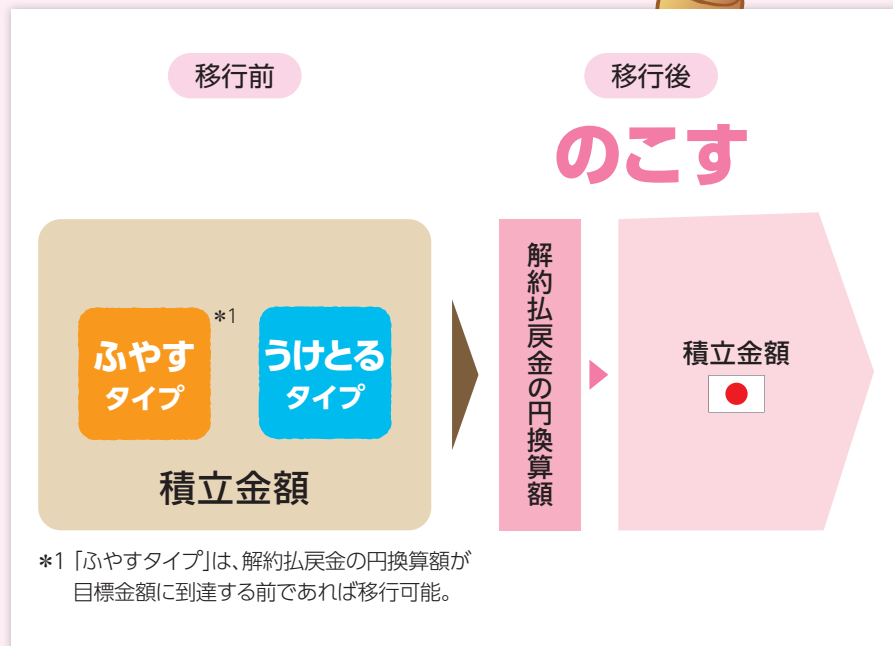 移行前
移行後
のこす
ふやす
タイプ
*1
うけとる
タイプ
積立金額
解約払戻金の円換算額
積立金額
*1「ふやすタイプ」は、解約払戻金の円換算額が
目標金額に到達する前であれば移行可能。